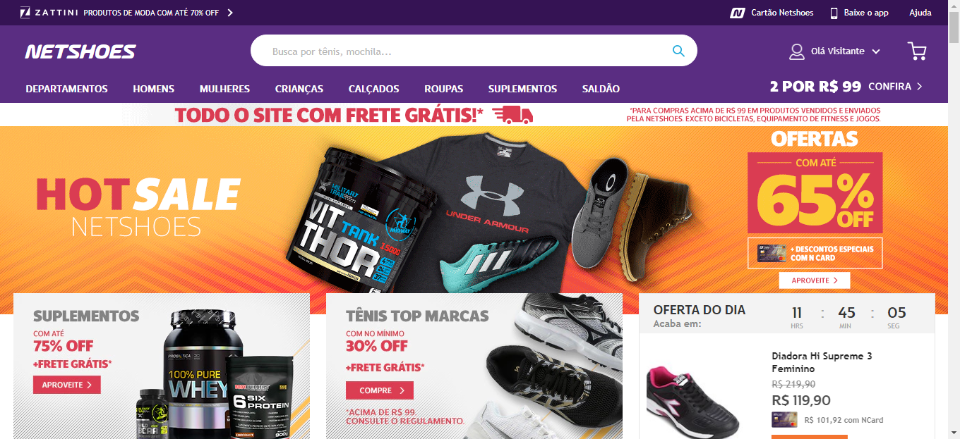 ZATTINI PRODUTOS DE MODA COM ATÉ 70% OFF
Cartão Netshoes
Baixe o app
Ajuda
NETSHOES
Busca por tênis, mochila...
Olá Visitante
DEPARTAMENTOS HOMENS MULHERES CRIANÇAS CALÇADOS ROUPAS SUPLEMENTOS SALDÃO
2 POR R$ 99 CONFIRA
TODO O SITE COM FRETE GRÁTIS!*
*PARA COMPRAS ACIMA DE R$ 99 EM PRODUTOS VENDIDOS E ENVIADOS
PELA NETSHOES. EXCETO BICICLETAS, EQUIPAMENTO DE FITNESS E JOGOS.
HOT SALE
NETSHOES
MILITARY
TRAIL
VIT
TANK
THOR
UNDER ARMOUR
OFERTAS
COM ATÉ
65%
OFF
+ DESCONTOS ESPECIAIS
COM N CARD
APROVEITE
SUPLEMENTOS
COM ATÉ
75% OFF
+FRETE GRÁTIS*
APROVEITE
100% PURE
WHEY
6 SIX
PROTEIN
TÊNIS TOP MARCAS
COM NO MÍNIMO
30% OFF
+FRETE GRÁTIS*
COMPRE
*ACIMA DE R$ 99.
CONSULTE O REGULAMENTO.
OFERTA DO DIA
Acaba em:
11 : 45 : 05
HRS MIN SEG
Diadora Hi Supreme 3
Feminino
R$ 219,90
R$ 119,90
R$ 101,92 com NCard